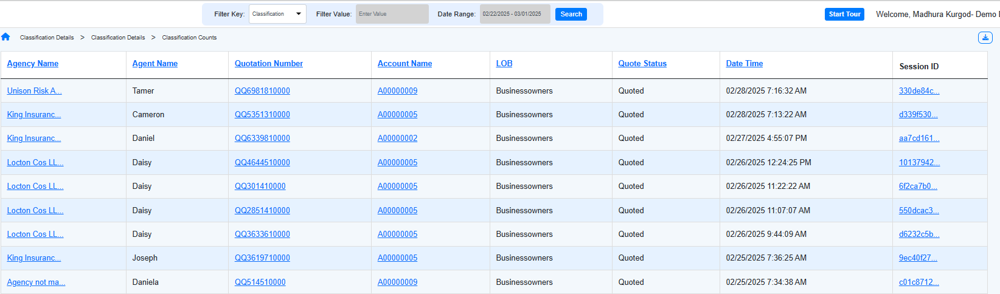 Filter Key: Classification Filter Value: Enter Value Date Range: 02/22/2025 - 03/01/2025 Search Start Tour Welcome, Madhura Kurgod- Demo
Classification Details > Classification Details > Classification Counts
Agency Name Agent Name Quotation Number Account Name LOB Quote Status Date Time Session ID
Unison Risk A... Tamer QQ6981810000 A00000009 Businessowners Quoted 02/28/2025 7:16:32 AM 330de84c...
King Insuranc... Cameron QQ5351310000 A00000005 Businessowners Quoted 02/28/2025 7:13:22 AM d339f530...
King Insuranc... Daniel QQ6339810000 A00000002 Businessowners Quoted 02/27/2025 4:55:07 PM aa7cd161...
Locton Cos LL... Daisy QQ4644510000 A00000005 Businessowners Quoted 02/26/2025 12:24:25 PM 10137942...
Locton Cos LL... Daisy QQ301410000 A00000005 Businessowners Quoted 02/26/2025 11:22:22 AM 6f2ca7b0...
Locton Cos LL... Daisy QQ2851410000 A00000005 Businessowners Quoted 02/26/2025 11:07:07 AM 550dcac3...
Locton Cos LL... Daisy QQ3633610000 A00000005 Businessowners Quoted 02/26/2025 9:44:09 AM d6232c5b...
King Insuranc... Joseph QQ3619710000 A00000005 Businessowners Quoted 02/25/2025 7:36:25 AM 9ec40f27...
Agency not ma... Daniela QQ514510000 A00000009 Businessowners Quoted 02/25/2025 7:34:38 AM c01c8712...